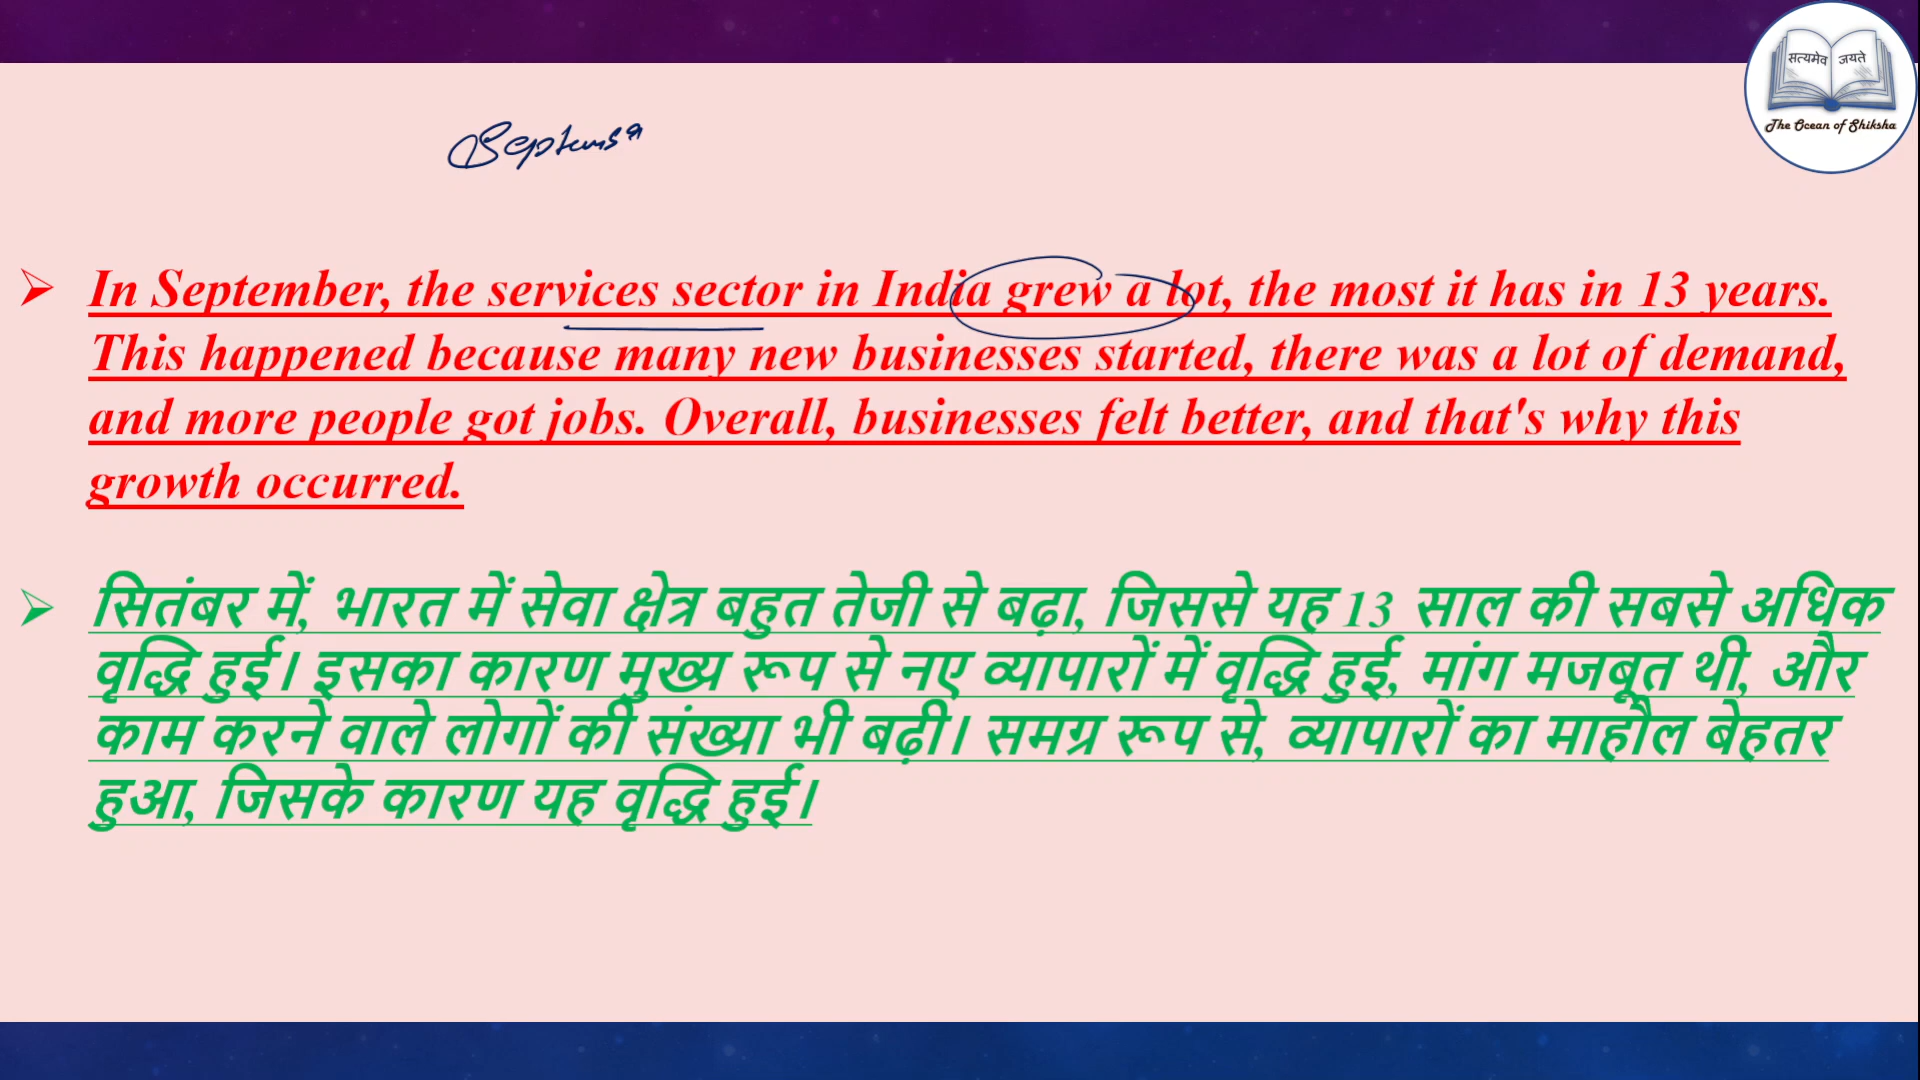 सत्यमेव जयते
The Ocean of Shiksha
In September, the services sector in India grew a lot, the most it has in 13 years.
This happened because many new businesses started, there was a lot of demand,
and more people got jobs. Overall, businesses felt better, and that's why this
growth occurred.
सितंबर में, भारत में सेवा क्षेत्र बहुत तेजी से बढ़ा, जिससे यह 13 साल की सबसे अधिक
वृद्धि हुई। इसका कारण मुख्य रूप से नए व्यापारों में वृद्धि हुई, मांग मजबूत थी, और
काम करने वाले लोगों की संख्या भी बढ़ी। समग्र रूप से, व्यापारों का माहौल बेहतर
हुआ, जिसके कारण यह वृद्धि हुई।